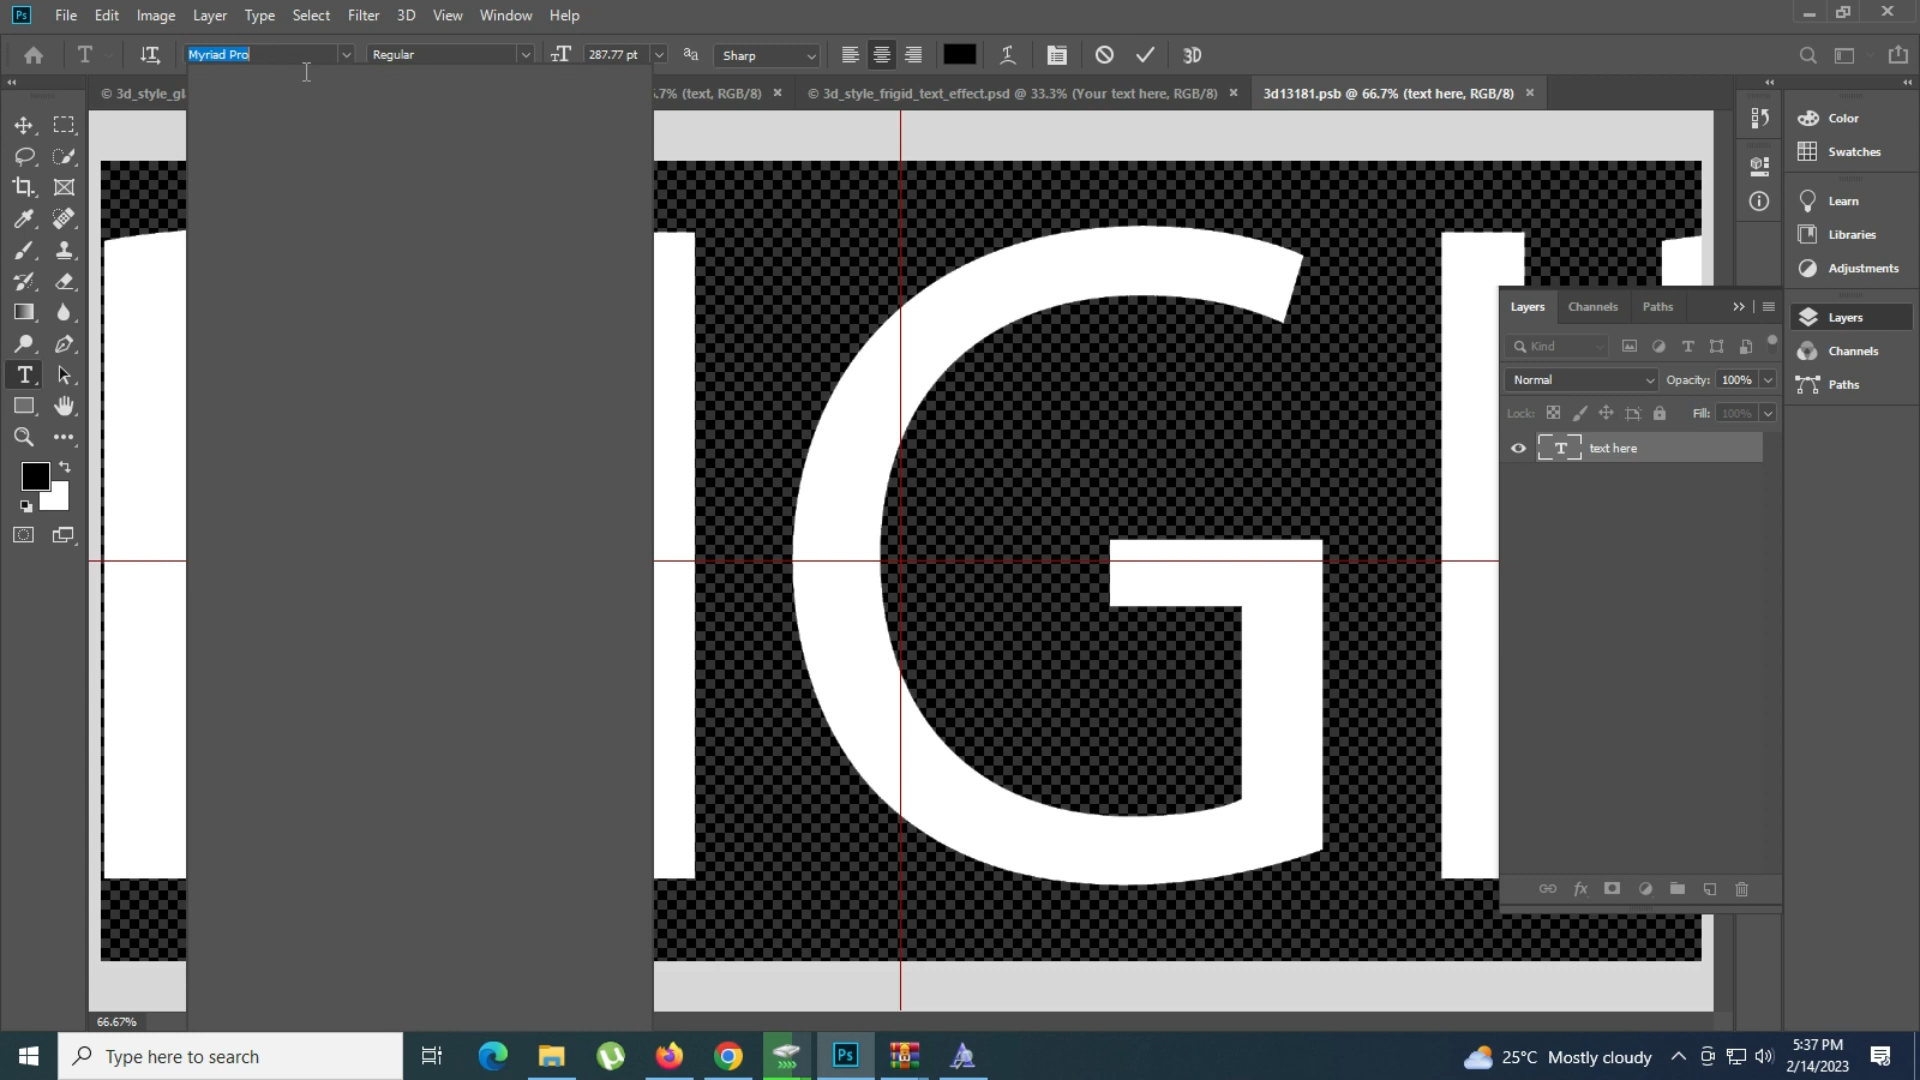 Ps File Edit Image Layer Type Select Filter 3D View Window Help
T Myriad Pro Regular 287.77 pt Sharp 3D
© 3d_style_gl .7% (text, RGB/8) © 3d_style_frigid_text_effect.psd @ 33.3% (Your text here, RGB/8) 3d13181.psb @ 66.7% (text here, RGB/8)
Color
Swatches
Learn
Libraries
Adjustments
Layers
Channels
Paths
G
Layers Channels Paths
Kind
Normal Opacity: 100%
Lock: Fill: 100%
T text here
fx
66.67%
Type here to search
Ps
25°C Mostly cloudy
5:37 PM
2/14/2023